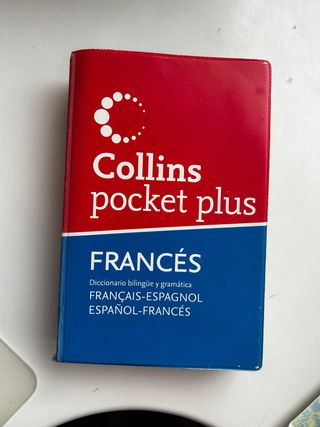 Collins
pocket plus
FRANCÉS
Diccionario bilingüe y gramática
FRANÇAIS-ESPAGNOL
ESPAÑOL-FRANCÉS